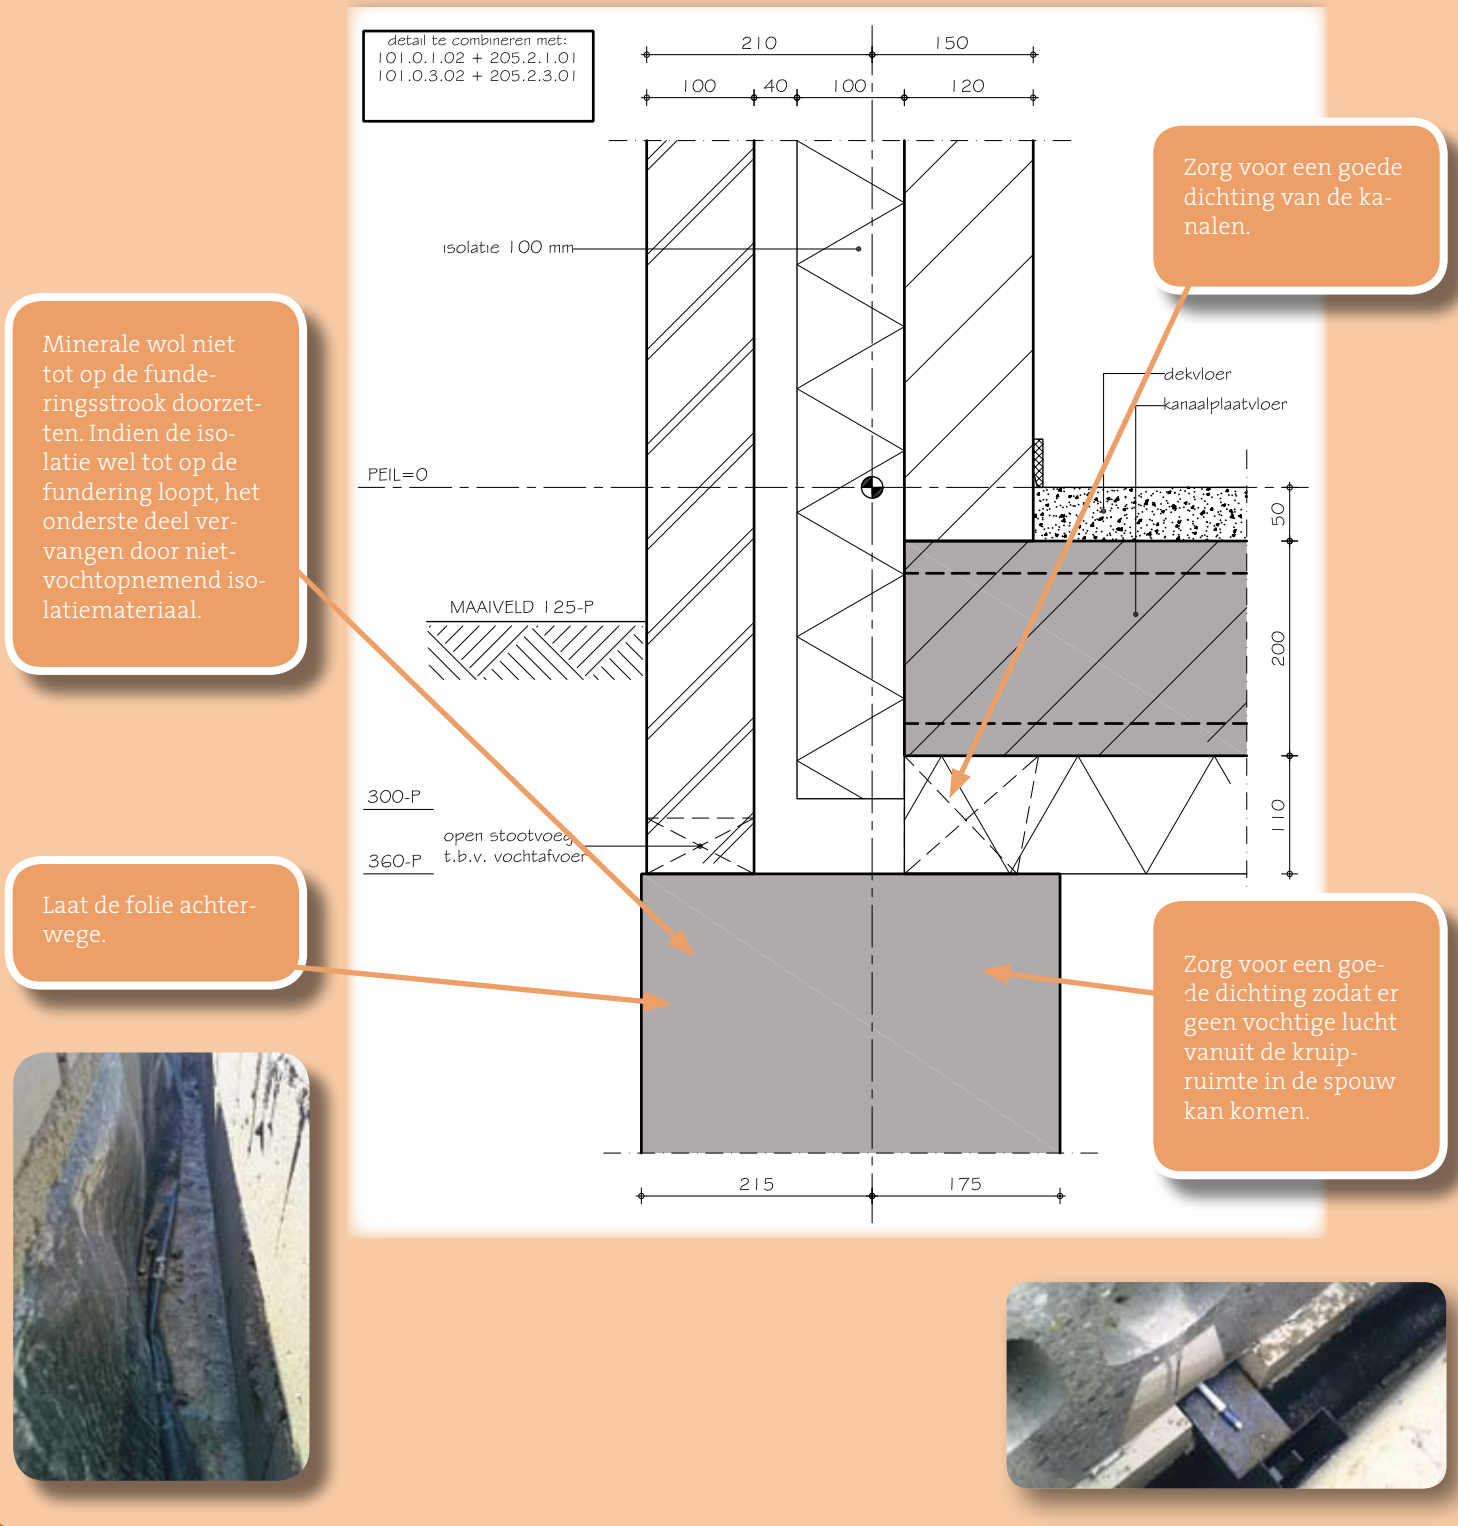 detail te combineren met:
101.0.1.02 + 205.2.1.01
101.0.3.02 + 205.2.3.01
210
150
100
40
100
120
Zorg voor een goede
dichting van de ka-
nalen.
isolatie 100 mm
Minerale wol niet
tot op de funde-
ringsstrook doorzet-
ten. Indien de iso-
latie wel tot op de
fundering loopt, het
onderste deel ver-
vangen door niet-
vochtopnemend iso-
latiemateriaal.
dekvloer
kanaalplaatvloer
PEIL=0
50
MAAIVELD 125-P
200
300-P
110
open stootvoeg
t.b.v. vochtafvoer
360-P
Laat de folie achter-
wege.
Zorg voor een goe-
de dichting zodat er
geen vochtige lucht
vanuit de kruip-
ruimte in de spouw
kan komen.
215
175